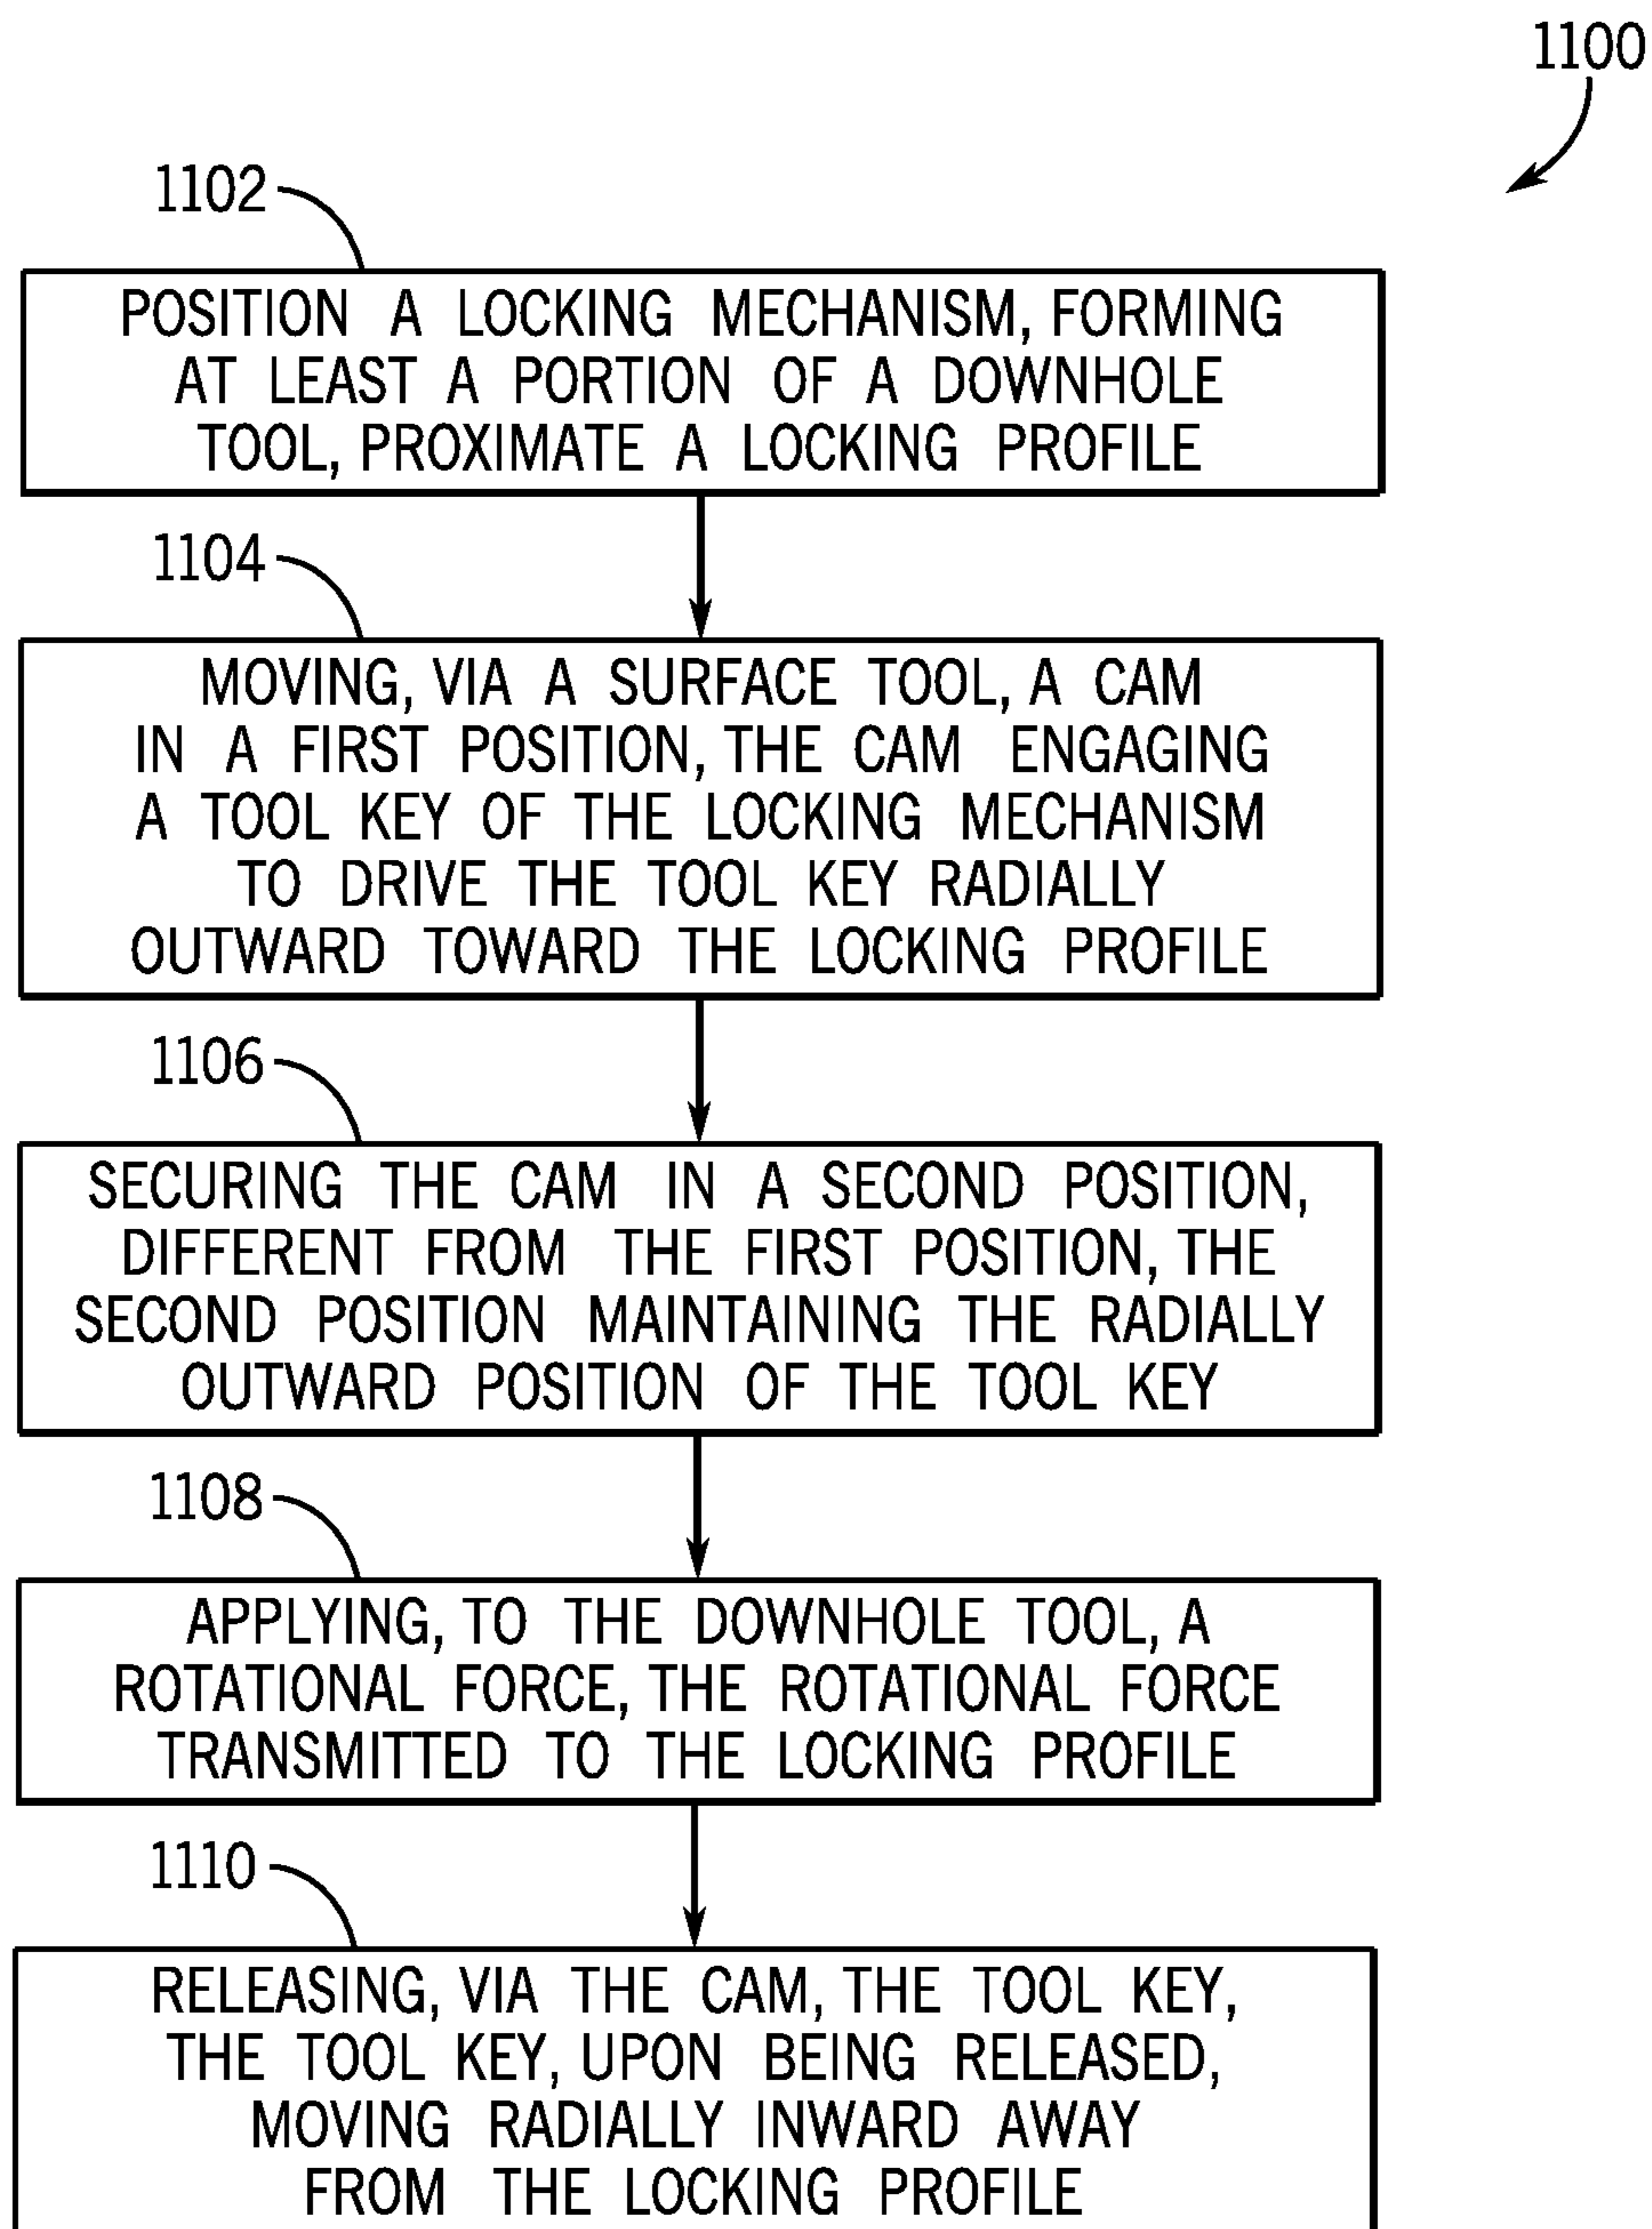 1100
1102
POSITION A LOCKING MECHANISM, FORMING
AT LEAST A PORTION OF A DOWNHOLE
TOOL, PROXIMATE A LOCKING PROFILE
1104
MOVING, VIA A SURFACE TOOL, A CAM
IN A FIRST POSITION, THE CAM ENGAGING
A TOOL KEY OF THE LOCKING MECHANISM
TO DRIVE THE TOOL KEY RADIALLY
OUTWARD TOWARD THE LOCKING PROFILE
1106
SECURING THE CAM IN A SECOND POSITION,
DIFFERENT FROM THE FIRST POSITION, THE
SECOND POSITION MAINTAINING THE RADIALLY
OUTWARD POSITION OF THE TOOL KEY
1108
APPLYING, TO THE DOWNHOLE TOOL, A
ROTATIONAL FORCE, THE ROTATIONAL FORCE
TRANSMITTED TO THE LOCKING PROFILE
1110
RELEASING, VIA THE CAM, THE TOOL KEY,
THE TOOL KEY, UPON BEING RELEASED,
MOVING RADIALLY INWARD AWAY
FROM THE LOCKING PROFILE